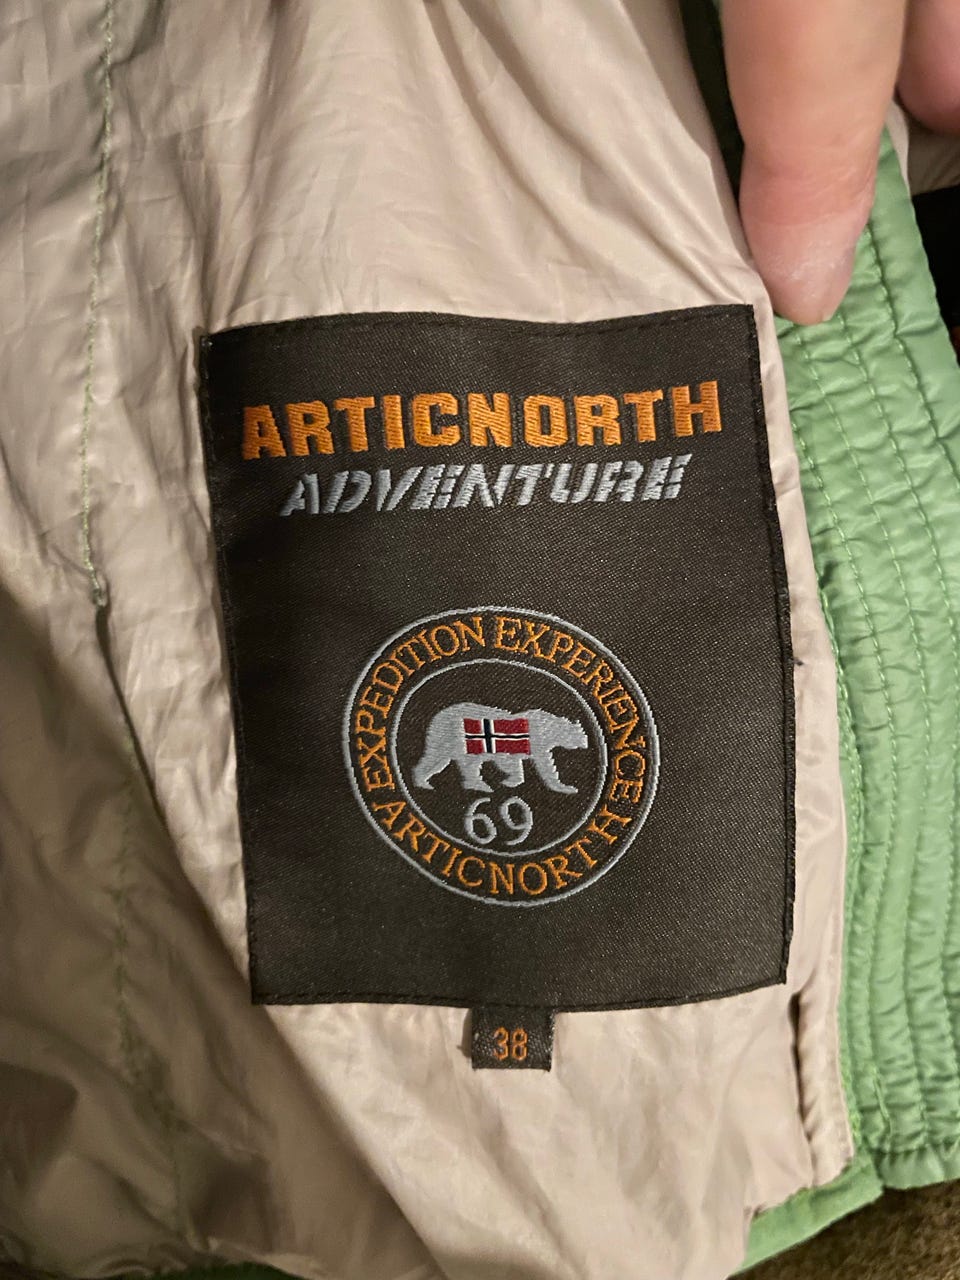 ARTICNORTH
ADVENTURE
EXPEDITION EXPERIENCE
69
ARTICNORTH
38